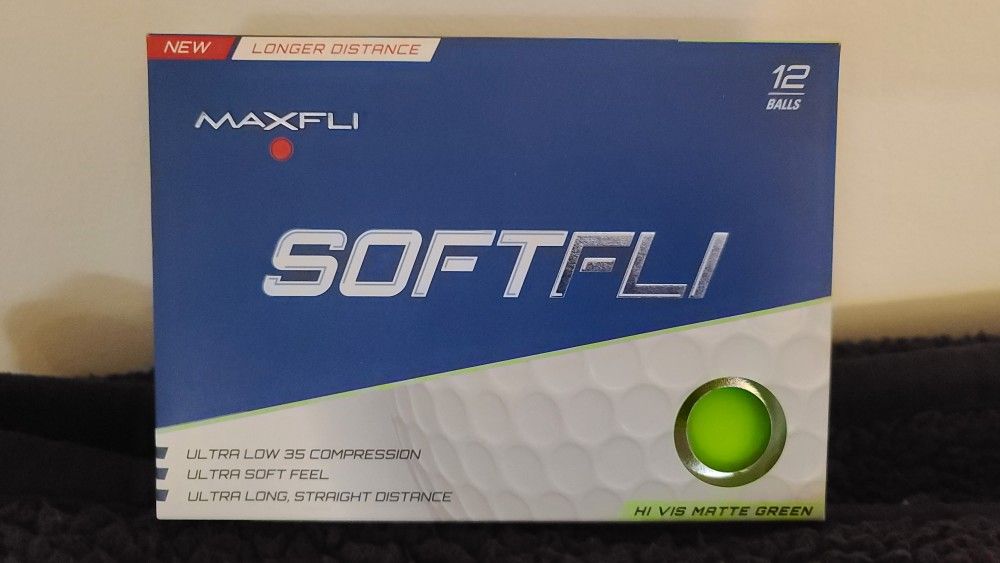 NEW LONGER DISTANCE
12
BALLS
MAXFLI
SOFTFLI
ULTRA LOW 35 COMPRESSION
ULTRA SOFT FEEL
ULTRA LONG, STRAIGHT DISTANCE
HI VIS MATTE GREEN